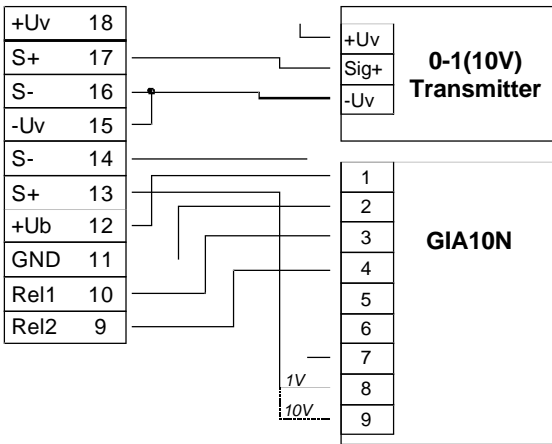 +Uv 18
S+ 17
S- 16
-Uv 15
S- 14
S+ 13
+Ub 12
GND 11
Rel1 10
Rel2 9
+Uv
Sig+
-Uv
0-1(10V)
Transmitter
1
2
3
4
5
6
7
8
9
GIA10N
1V
10V